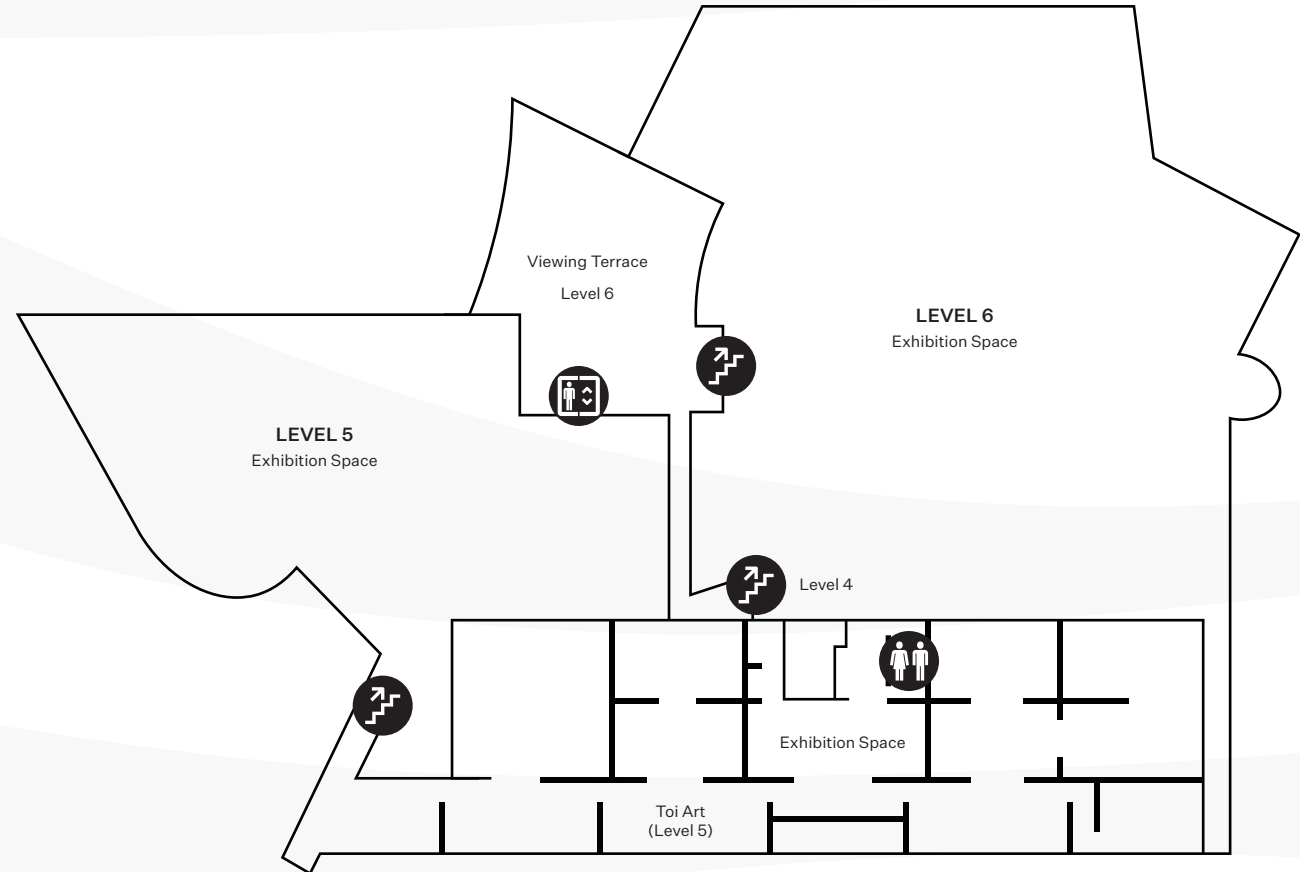 Viewing Terrace
Level 6
LEVEL 6
Exhibition Space
LEVEL 5
Exhibition Space
Level 4
Exhibition Space
Toi Art
(Level 5)